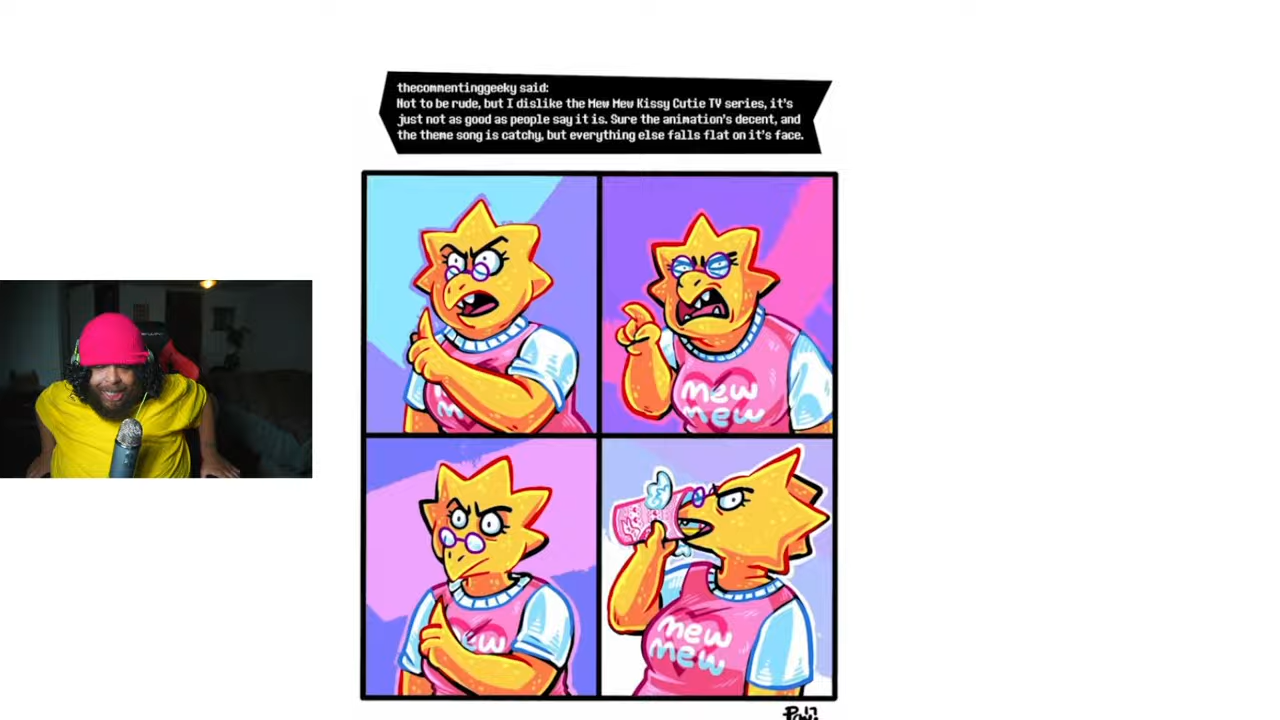 thecommentinggeeky said:
Not to be rude, but I dislike the Mew Mew Kissy Cutie TV series, it's
just not as good as people say it is. Sure the animation's decent, and
the theme song is catchy, but everything else falls flat on it's face.
mew
mew
mew
mew
mew